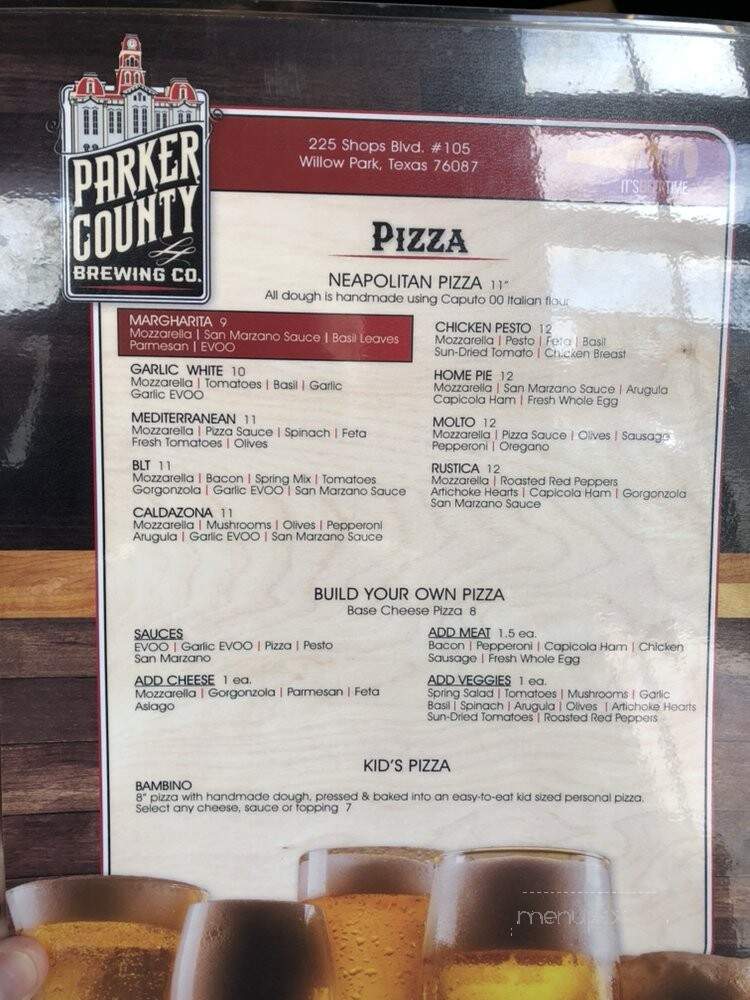 PARKER
COUNTY
BREWING CO.
225 Shops Blvd. #105
Willow Park, Texas 76087
IT'S BEER TIME
PIZZA
NEAPOLITAN PIZZA 11"
All dough is handmade using Caputo 00 Italian flour
MARGHARITA 9
Mozzarella | San Marzano Sauce | Basil Leaves
Parmesan | EVOO
GARLIC WHITE 10
Mozzarella | Tomatoes | Basil | Garlic
Garlic EVOO
MEDITERRANEAN 11
Mozzarella | Pizza Sauce | Spinach | Feta
Fresh Tomatoes | Olives
BLT 11
Mozzarella | Bacon | Spring Mix | Tomatoes
Gorgonzola | Garlic EVOO | San Marzano Sauce
CALDAZONA 11
Mozzarella | Mushrooms | Olives | Pepperoni
Arugula | Garlic EVOO | San Marzano Sauce
CHICKEN PESTO 12
Mozzarella | Pesto | Feta | Basil
Sun-Dried Tomato | Chicken Breast
HOME PIE 12
Mozzarella | San Marzano Sauce | Arugula
Capicola Ham | Fresh Whole Egg
MOLTO 12
Mozzarella | Pizza Sauce | Olives | Sausage
Pepperoni | Oregano
RUSTICA 12
Mozzarella | Roasted Red Peppers
Artichoke Hearts | Capicola Ham | Gorgonzola
San Marzano Sauce
BUILD YOUR OWN PIZZA
Base Cheese Pizza 8
SAUCES
EVOO | Garlic EVOO | Pizza | Pesto
San Marzano
ADD CHEESE 1 ea.
Mozzarella | Gorgonzola | Parmesan | Feta
Asiago
ADD MEAT 1.5 ea.
Bacon | Pepperoni | Capicola Ham | Chicken
Sausage | Fresh Whole Egg
ADD VEGGIES 1 ea.
Spring Salad | Tomatoes | Mushrooms | Garlic
Basil | Spinach | Arugula | Olives | Artichoke Hearts
Sun-Dried Tomatoes | Roasted Red Peppers
KID'S PIZZA
BAMBINO
8" pizza with handmade dough, pressed & baked into an easy-to-eat kid sized personal pizza.
Select any cheese, sauce or topping 7